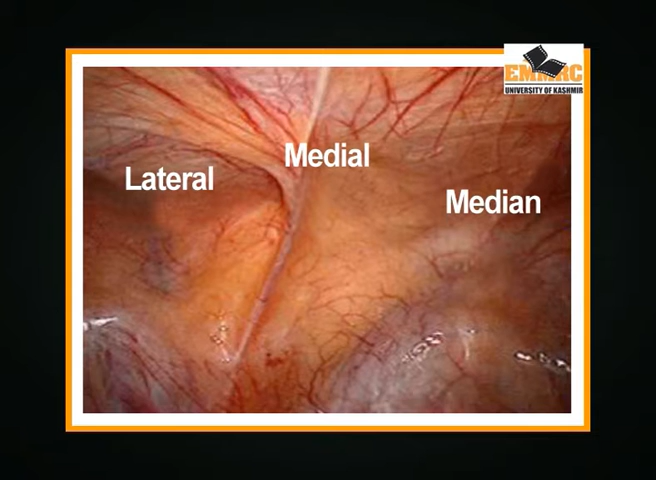 EMMRC
UNIVERSITY OF KASHMIR
Medial
Lateral
Median